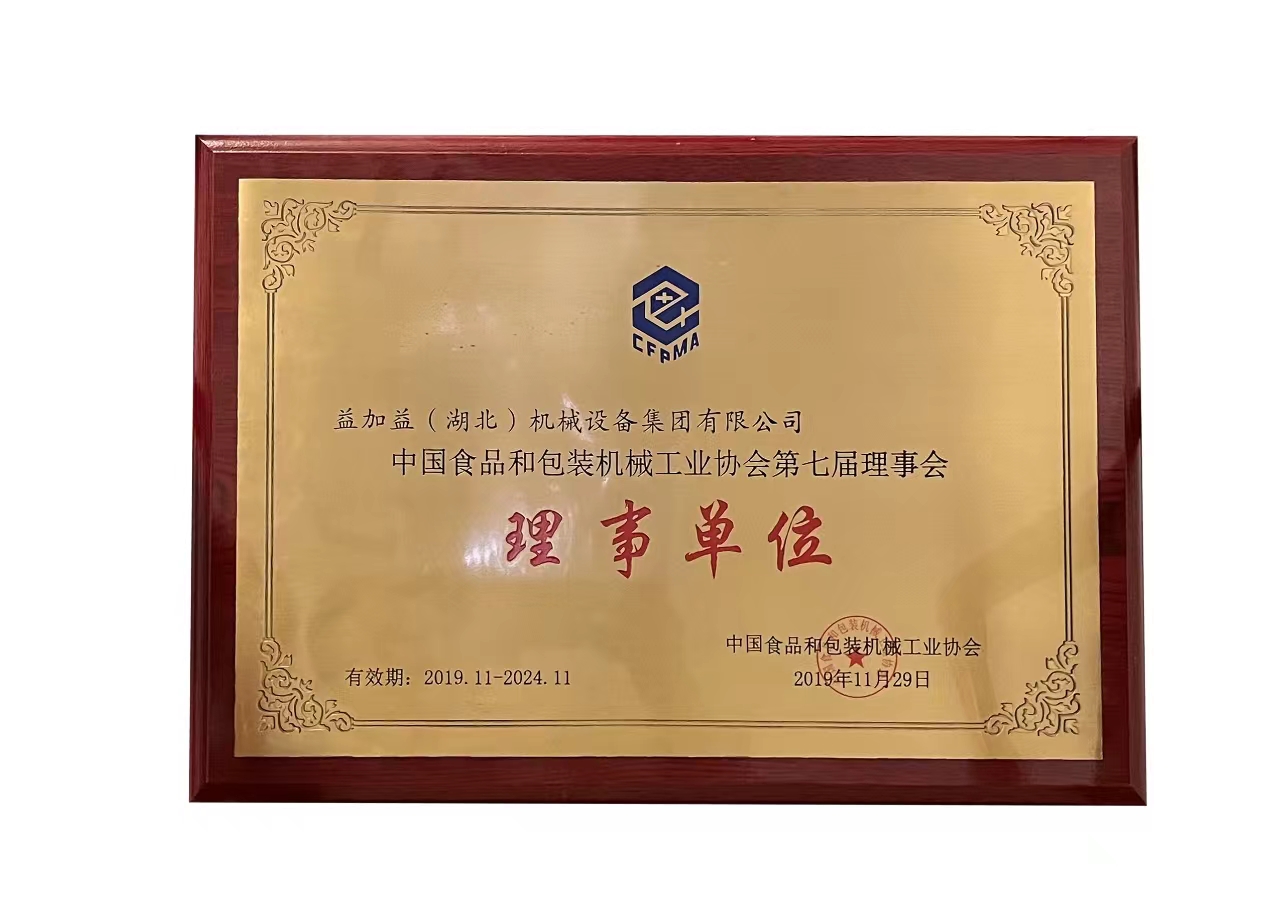 CFPMA
益加益（湖北）机械设备集团有限公司
中国食品和包装机械工业协会第七届理事会
理事单位
中国食品和包装机械工业协会
有效期：2019.11-2024.11
2019年11月29日